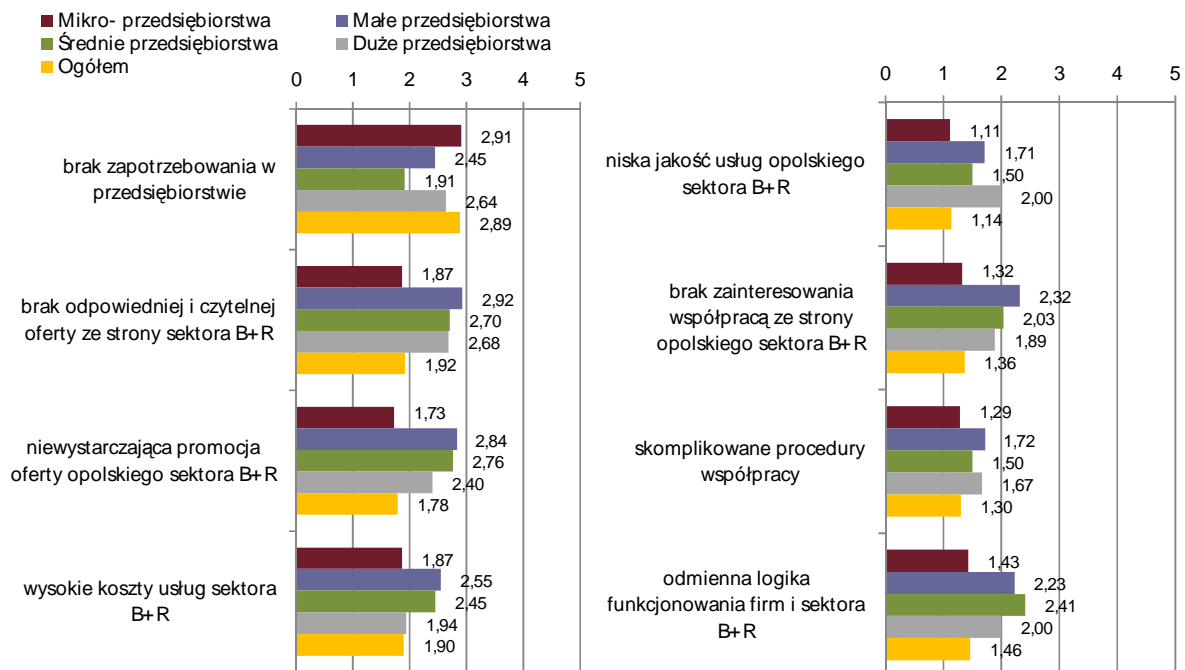 Mikro- przedsiębiorstwa
Małe przedsiębiorstwa
Średnie przedsiębiorstwa
Duże przedsiębiorstwa
Ogółem
0 1 2 3 4 5
brak zapotrzebowania w
przedsiębiorstwie
2,91
2,45
1,91
2,64
2,89
brak odpowiedniej i czytelnej
oferty ze strony sektora B+R
1,87
2,92
2,70
2,68
1,92
niewystarczająca promocja
oferty opolskiego sektora B+R
1,73
2,84
2,76
2,40
1,78
wysokie koszty usług sektora
B+R
1,87
2,55
2,45
1,94
1,90
0 1 2 3 4 5
niska jakość usług opolskiego
sektora B+R
1,11
1,71
1,50
2,00
1,14
brak zainteresowania
współpracą ze strony
opolskiego sektora B+R
1,32
2,32
2,03
1,89
1,36
skomplikowane procedury
współpracy
1,29
1,72
1,50
1,67
1,30
odmienna logika
funkcjonowania firm i sektora
B+R
1,43
2,23
2,41
2,00
1,46